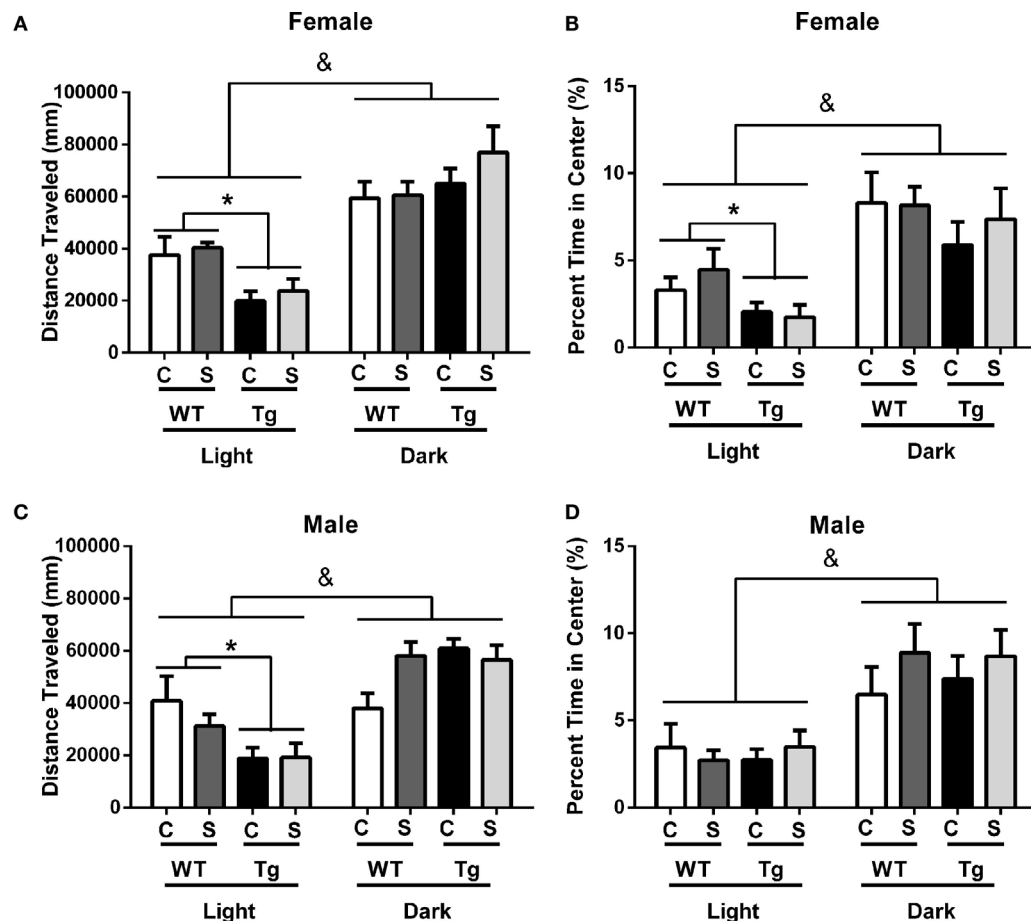 A
Female
&
*
Distance Traveled (mm)
100000
80000
60000
40000
20000
0
C S C S C S C S
WT Tg WT Tg
Light Dark
B
Female
&
*
Percent Time in Center (%)
15
10
5
0
C S C S C S C S
WT Tg WT Tg
Light Dark
C
Male
&
*
Distance Traveled (mm)
100000
80000
60000
40000
20000
0
C S C S C S C S
WT Tg WT Tg
Light Dark
D
Male
&
Percent Time in Center (%)
15
10
5
0
C S C S C S C S
WT Tg WT Tg
Light Dark